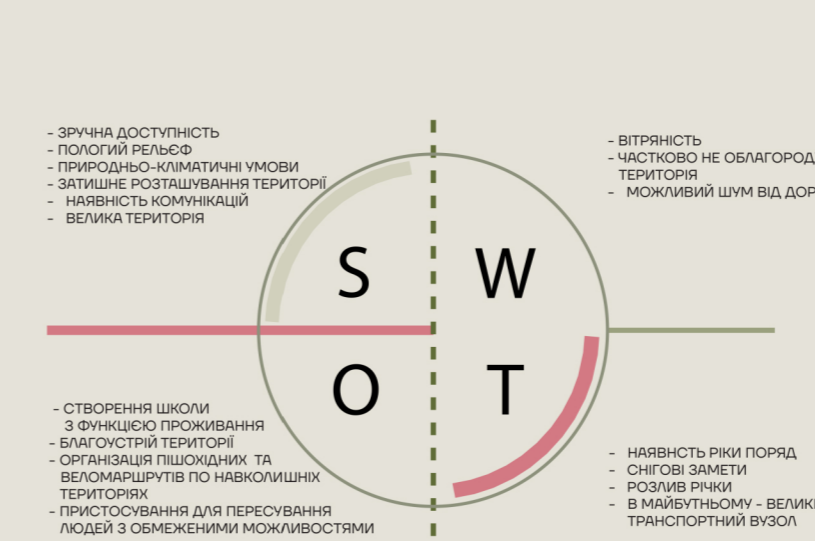 - ЗРУЧНА ДОСТУПНІСТЬ
- ПОЛОГИЙ РЕЛЬЄФ
- ПРИРОДНЬО-КЛІМАТИЧНІ УМОВИ
- ЗАТИШНЕ РОЗТАШУВАННЯ ТЕРИТОРІЇ
- НАЯВНІСТЬ КОМУНІКАЦІЙ
- ВЕЛИКА ТЕРИТОРІЯ
- ВІТРЯНІСТЬ
- ЧАСТКОВО НЕ
ТЕРИТОРІЯ
- МОЖЛИВИЙ ШУМ ВІД
S
W
O
T
- СТВОРЕННЯ ШКОЛИ
З ФУНКЦІЄЮ ПРОЖИВАННЯ
- БЛАГОУСТРІЙ ТЕРИТОРІЇ
- ОРГАНІЗАЦІЯ ПІШОХІДНИХ ТА
ВЕЛОМАРШРУТІВ ПО НАВКОЛИШНІХ
ТЕРИТОРІЯХ
- ПРИСТОСУВАННЯ ДЛЯ ПЕРЕСУВАННЯ
ЛЮДЕЙ З ОБМЕЖЕНИМИ МОЖЛИВОСТЯМИ
- НАЯВНСТЬ РІКИ ПОРЯД
- СНІГОВІ ЗАМЕТИ
- РОЗЛИВ РІЧКИ
- В МАЙБУТНЬОМУ -
ТРАНСПОРТНИЙ ВУЗОЛ